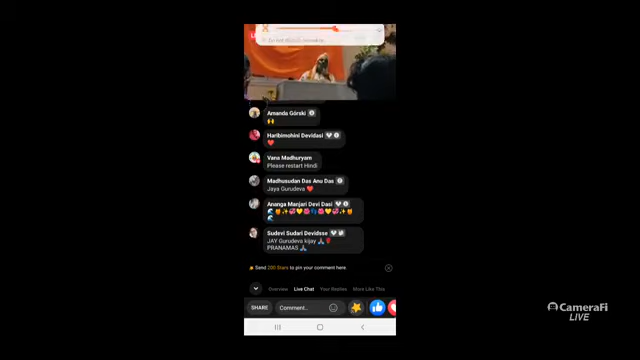 Amanda Górski
Haribimohini Devidasi
Vana Madhuryam
Please restart Hindi
Madhusudan Das Anu Das
Jaya Gurudeva
Ananga Manjari Devi Dasi
Sudevi Sudari Devidsse
JAY Gurudeva kijay
PRANAMAS
Send 200 Stars to pin your comment here
Overview Live Chat Your Replies More Like This
SHARE Comment..
CameraFi
LIVE